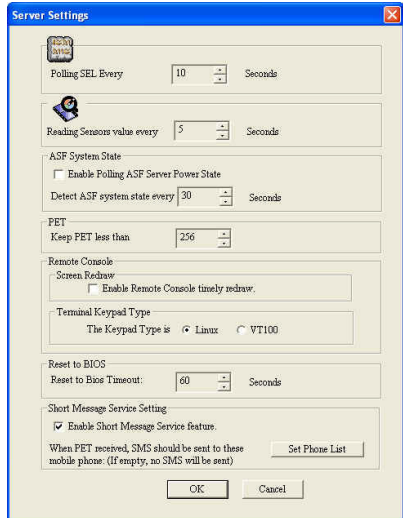 Server Settings
Polling SEL Every 10 Seconds
Reading Sensors value every 5 Seconds
ASF System State
Enable Polling ASF Server Power State
Detect ASF system state every 30 Seconds
PET
Keep PET less than 256
Remote Console
Screen Redraw
Enable Remote Console timely redraw.
Terminal Keypad Type
The Keypad Type is Linux VT100
Reset to BIOS
Reset to Bios Timeout: 60 Seconds
Short Message Service Setting
Enable Short Message Service feature.
When PET received, SMS should be sent to these
mobile phone: (If empty, no SMS will be sent)
Set Phone List
OK Cancel